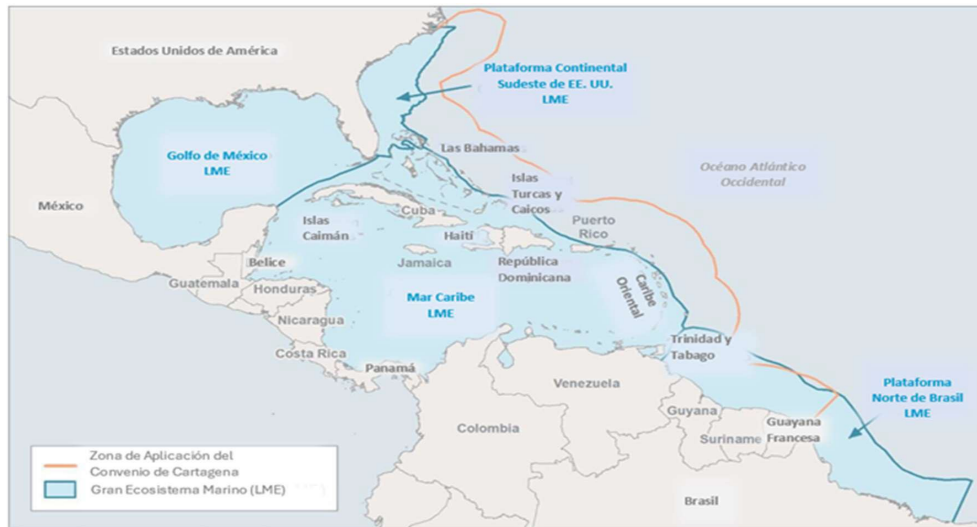 Estados Unidos de América
Plataforma Continental
Sudeste de EE. UU.
LME
Golfo de México
LME
Las Bahamas
Océano Atlántico
Occidental
Islas
Turcas y
Caicos
México
Islas
Caimán
Cuba
Haití
Puerto
Rico
Belice
Jamaica
República
Dominicana
Guatemala
Honduras
Mar Caribe
LME
Caribe
Oriental
Nicaragua
Costa Rica
Panamá
Trinidad y
Tabago
Venezuela
Plataforma
Norte de Brasil
LME
Colombia
Guyana
Suriname
Guayana
Francesa
Brasil
Zona de Aplicación del
Convenio de Cartagena
Gran Ecosistema Marino (LME)